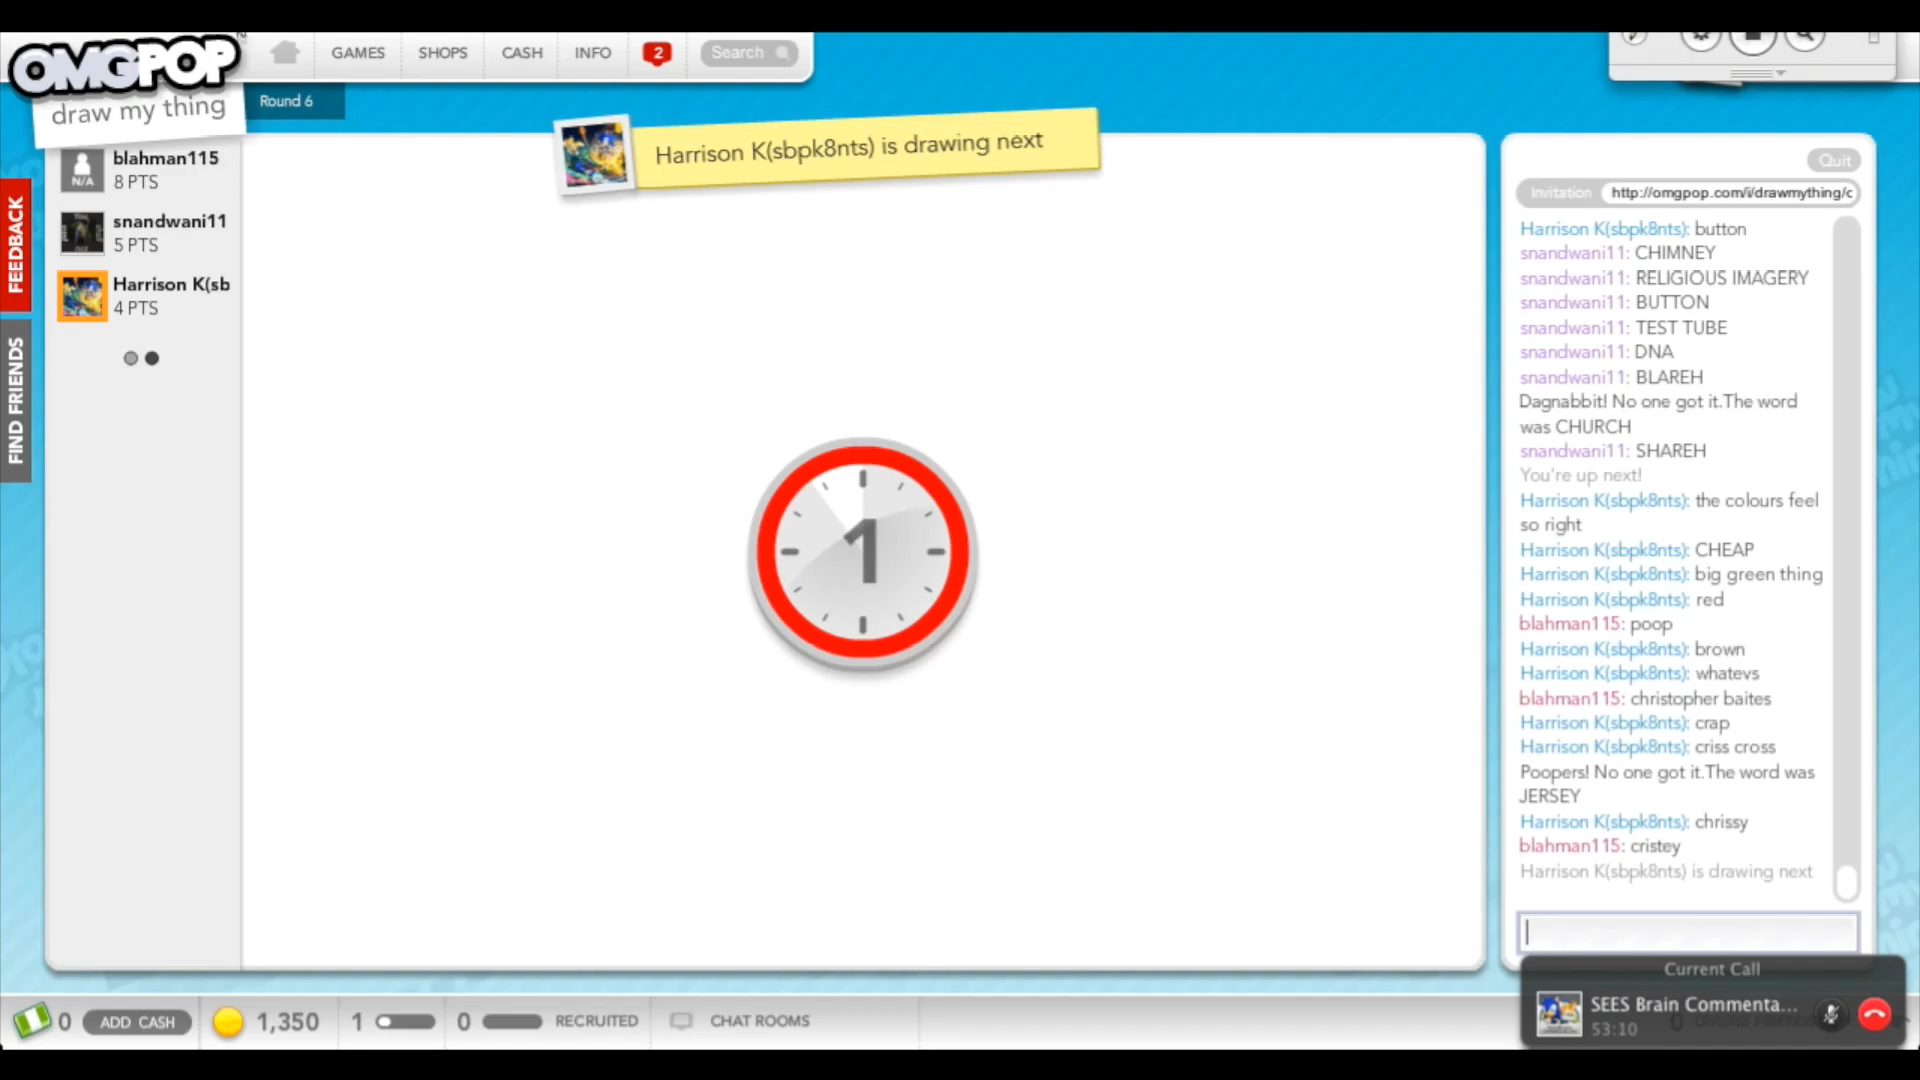 OMGPOP
draw my thing
GAMES
SHOPS
CASH
INFO
2
Search
Round 6
Harrison K(sbpk8nts) is drawing next
FEEDBACK
FIND FRIENDS
blahman115
8 PTS
N/A
snandwani11
5 PTS
Harrison K(sb
4 PTS
1
Quit
Invitation http://omgpop.com/i/drawmything/c
Harrison K(sbpk8nts): button
snandwani11: CHIMNEY
snandwani11: RELIGIOUS IMAGERY
snandwani11: BUTTON
snandwani11: TEST TUBE
snandwani11: DNA
snandwani11: BLAREH
Dagnabbit! No one got it.The word
was CHURCH
snandwani11: SHAREH
You're up next!
Harrison K(sbpk8nts): the colours feel
so right
Harrison K(sbpk8nts): CHEAP
Harrison K(sbpk8nts): big green thing
Harrison K(sbpk8nts): red
blahman115: poop
Harrison K(sbpk8nts): brown
Harrison K(sbpk8nts): whatevs
blahman115: christopher baites
Harrison K(sbpk8nts): crap
Harrison K(sbpk8nts): criss cross
Poopers! No one got it.The word was
JERSEY
Harrison K(sbpk8nts): chrissy
blahman115: cristey
Harrison K(sbpk8nts) is drawing next
Current Call
SEES Brain Commenta...
53:10
0
ADD CASH
1,350
1
0
RECRUITED
CHAT ROOMS